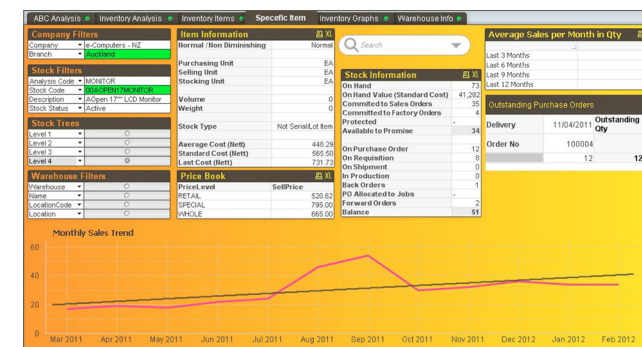 ABC Analysis Inventory Analysis Inventory Items Specefic Item Inventory Graphs Warehouse Info
Company Filters
Company e-Computers - NZ
Branch Auckland
Stock Filters
Analysis Code MONITOR
Stock Code 00AOPEN17MONITOR
Description AOpen 17"" LCD Monitor
Stock Status Active
Stock Trees
Level 1
Level 2
Level 3
Level 4
Warehouse Filters
Warehouse
Name
LocationCode
Location
Item Information XL
Normal / Non Diminishing Normal
Purchasing Unit EA
Selling Unit EA
Stocking Unit EA
Volume 0
Weight 0
Stock Type Not Serial/Lot Item
Average Cost (Nett) 448.29
Standard Cost (Nett) 565.50
Last Cost (Nett) 731.73
Price Book XL
PriceLevel SellPrice
RETAIL 520.62
SPECIAL 795.00
WHOLE 665.00
Search
Stock Information XL
On Hand 73
On Hand Value (Standard Cost) 41,282
Commited to Sales Orders 35
Committed to Factory Orders 4
Protected -
Available to Promise 34
On Purchase Order 12
On Requisition 8
On Shipment 0
In Production 0
Back Orders 1
PO Allocated to Jobs -
Forward Orders 2
Balance 51
Average Sales per Month in Qty
Last 3 Months
Last 6 Months
Last 9 Months
Last 12 Months
Outstanding Purchase Orders
Delivery 11/04/2011 Outstanding Qty
Order No 100004
12 12
Monthly Sales Trend
60
40
20
0
Mar 2011 Apr 2011 May 2011 Jun 2011 Jul 2011 Aug 2011 Sep 2011 Oct 2011 Nov 2011 Dec 2012 Jan 2012 Feb 2012